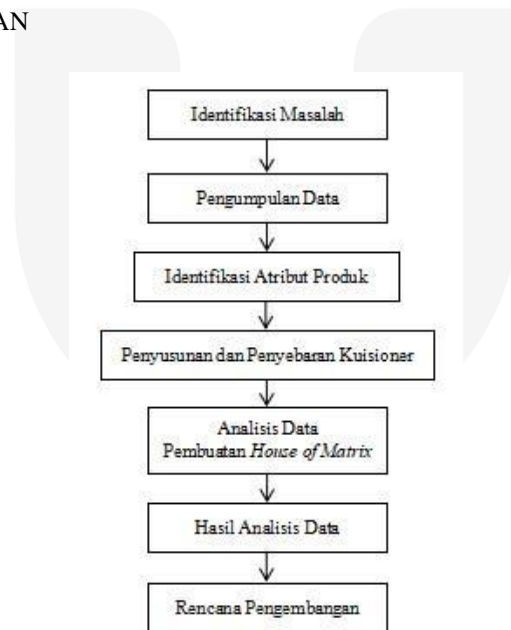 AN
Identifikasi Masalah
Pengumpulan Data
Identifikasi Atribut Produk
Penyusunan dan Penyebaran Kuisioner
Analisis Data
Pembuatan House of Matrix
Hasil Analisis Data
Rencana Pengembangan